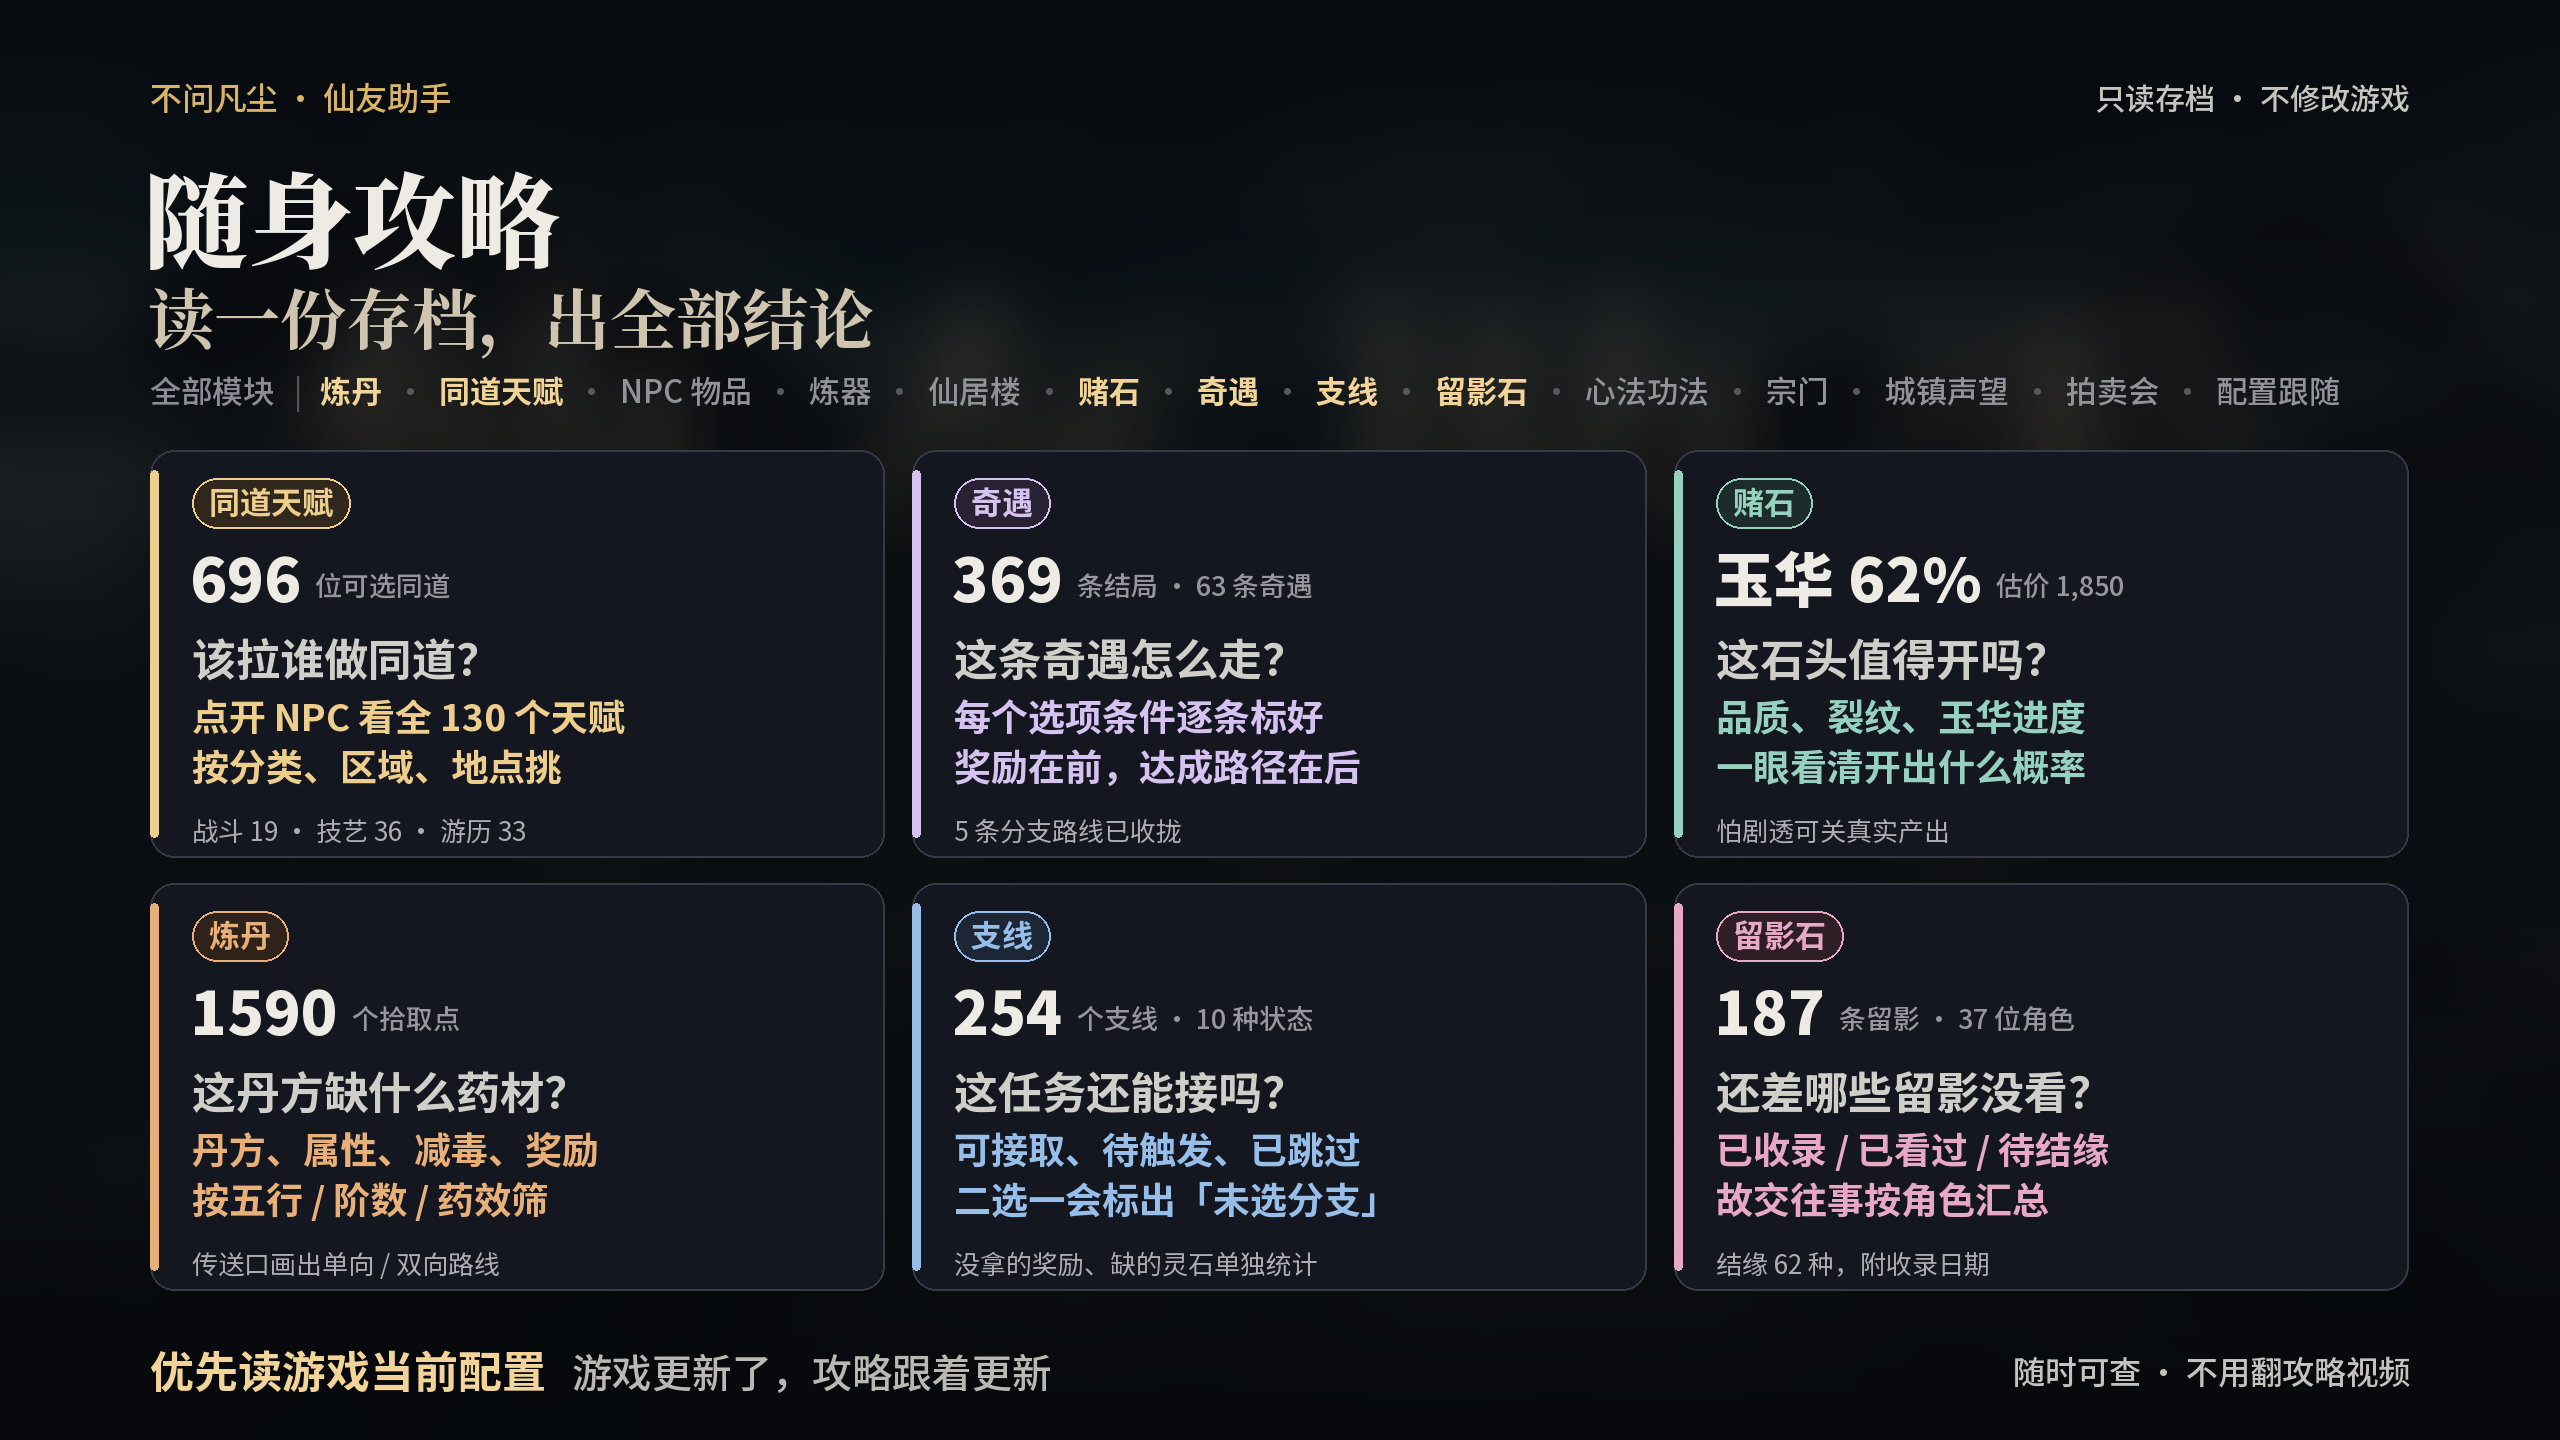 不问凡尘 · 仙友助手
只读存档 · 不修改游戏
随身攻略
读一份存档，出全部结论
全部模块 | 炼丹 · 同道天赋 · NPC 物品 · 炼器 · 仙居楼 · 赌石 · 奇遇 · 支线 · 留影石 · 心法功法 · 宗门 · 城镇声望 · 拍卖会 · 配置跟随
同道天赋
696 位可选同道
该拉谁做同道？
点开 NPC 看全 130 个天赋
按分类、区域、地点挑
战斗 19 · 技艺 36 · 游历 33
奇遇
369 条结局 · 63 条奇遇
这条奇遇怎么走？
每个选项条件逐条标好
奖励在前，达成路径在后
5 条分支路线已收拢
赌石
玉华 62% 估价 1,850
这石头值得开吗？
品质、裂纹、玉华进度
一眼看清开出什么概率
怕剧透可关真实产出
炼丹
1590 个拾取点
这丹方缺什么药材？
丹方、属性、减毒、奖励
按五行 / 阶数 / 药效筛
传送口画出单向 / 双向路线
支线
254 个支线 · 10 种状态
这任务还能接吗？
可接取、待触发、已跳过
二选一会标出「未选分支」
没拿的奖励、缺的灵石单独统计
留影石
187 条留影 · 37 位角色
还差哪些留影没看？
已收录 / 已看过 / 待结缘
故交往事按角色汇总
结缘 62 种，附收录日期
优先读游戏当前配置 游戏更新了，攻略跟着更新
随时可查 · 不用翻攻略视频